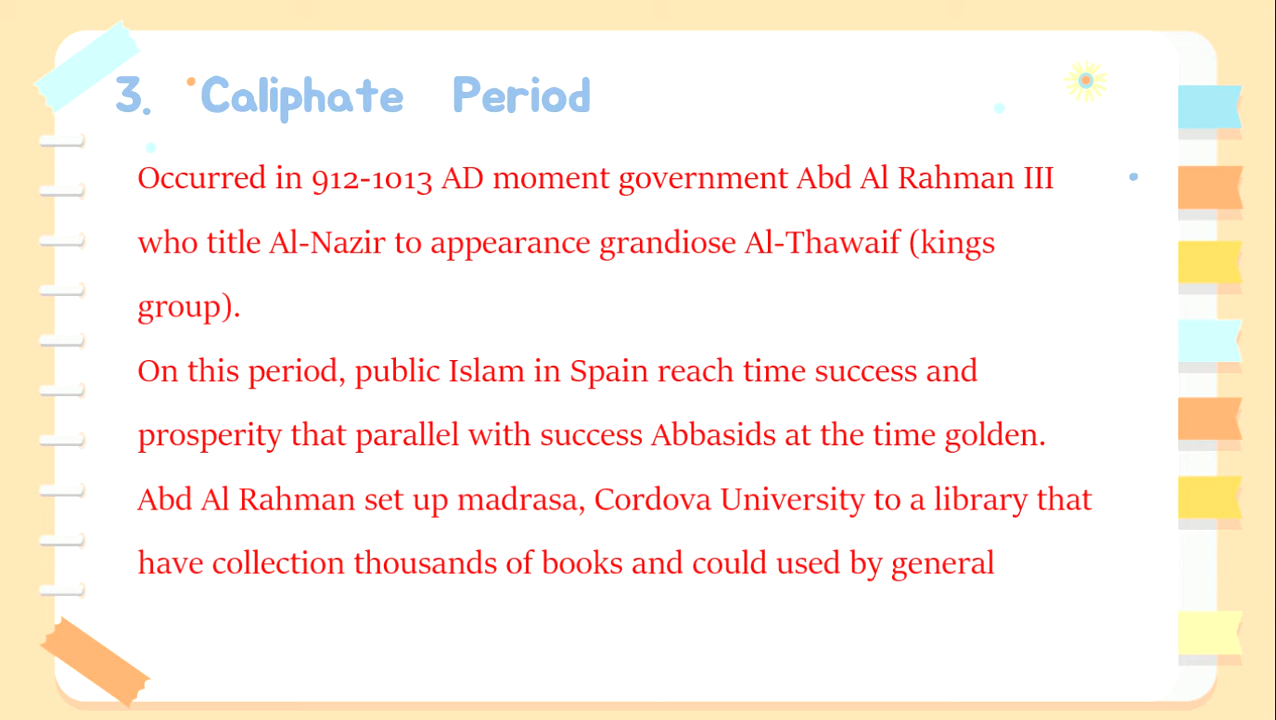 3. Caliphate Period
Occurred in 912-1013 AD moment government Abd Al Rahman III
who title Al-Nazir to appearance grandiose Al-Thawaif (kings
group).
On this period, public Islam in Spain reach time success and
prosperity that parallel with success Abbasids at the time golden.
Abd Al Rahman set up madrasa, Cordova University to a library that
have collection thousands of books and could used by general